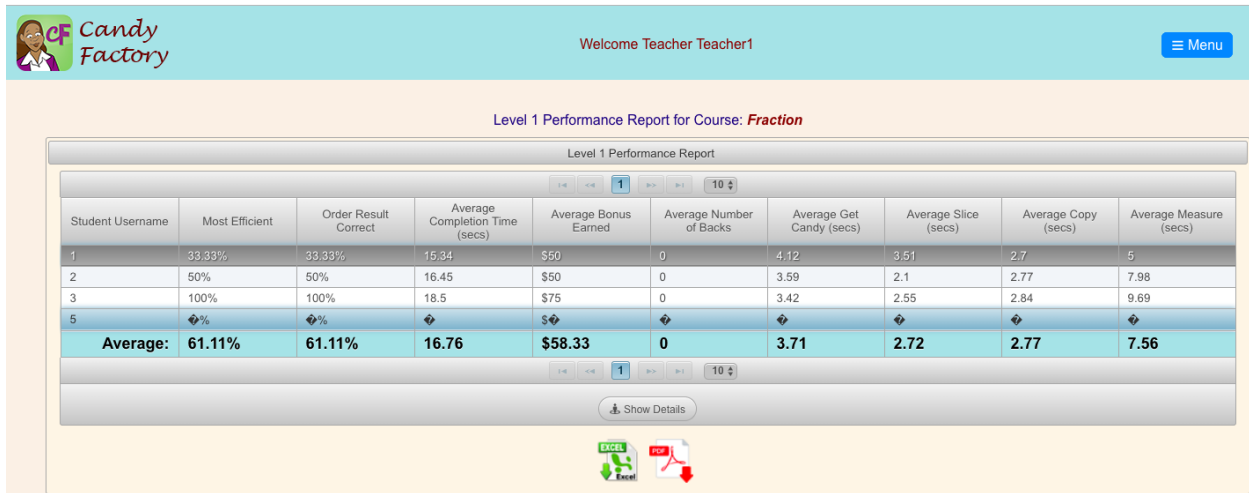 CF Candy
Factory
Welcome Teacher Teacher1
≡ Menu
Level 1 Performance Report for Course: Fraction
Level 1 Performance Report
1 10
Student Username Most Efficient Order Result Correct Average Completion Time (secs) Average Bonus Earned Average Number of Backs Average Get Candy (secs) Average Slice (secs) Average Copy (secs) Average Measure (secs)
1 33.33% 33.33% 15.34 $50 0 4.12 3.51 2.7 5
2 50% 50% 16.45 $50 0 3.59 2.1 2.77 7.98
3 100% 100% 18.5 $75 0 3.42 2.55 2.84 9.69
5 �% �% � $� � � � � �
Average: 61.11% 61.11% 16.76 $58.33 0 3.71 2.72 2.77 7.56
1 10
Show Details
EXCEL Excel PDF